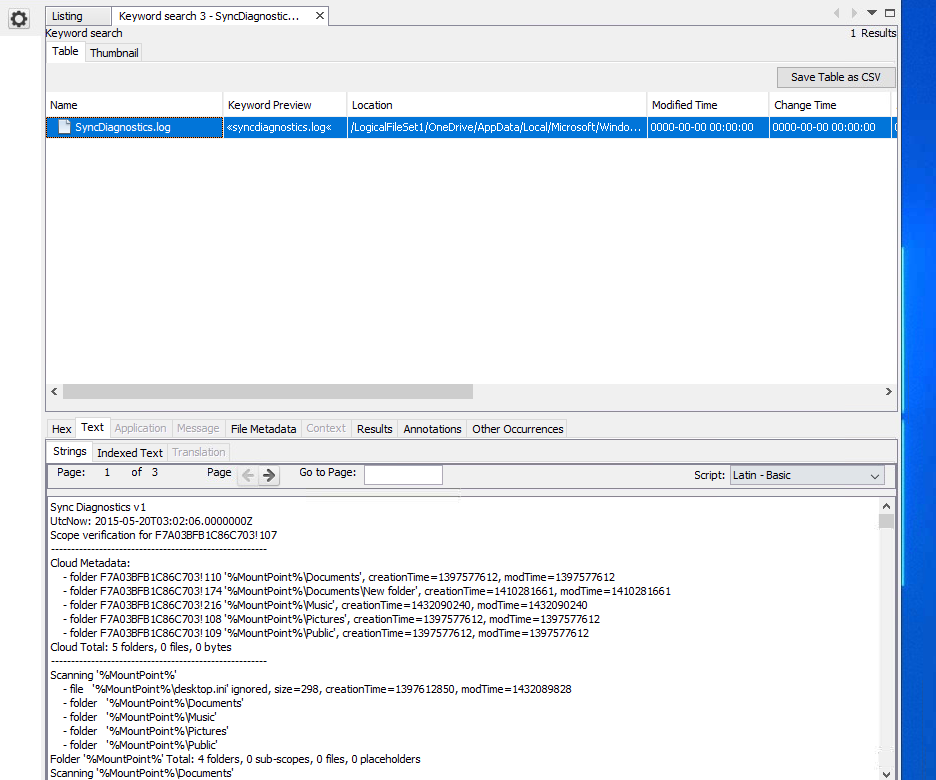 Listing Keyword search 3 - SyncDiagnostic...
Keyword search 1 Results
Table Thumbnail
Save Table as CSV
Name Keyword Preview Location Modified Time Change Time
SyncDiagnostics.log «syncdiagnostics.log« /LogicalFileSet1/OneDrive/AppData/Local/Microsoft/Windo... 0000-00-00 00:00:00 0000-00-00 00:00:00
Hex Text Application Message File Metadata Context Results Annotations Other Occurrences
Strings Indexed Text Translation
Page: 1 of 3 Page Go to Page: Script: Latin - Basic
Sync Diagnostics v1
UtcNow: 2015-05-20T03:02:06.0000000Z
Scope verification for F7A03BFB1C86C703!107
-------------------------------------------------------
Cloud Metadata:
- folder F7A03BFB1C86C703!110 '%MountPoint%\Documents', creationTime=1397577612, modTime=1397577612
- folder F7A03BFB1C86C703!174 '%MountPoint%\Documents\New folder', creationTime=1410281661, modTime=1410281661
- folder F7A03BFB1C86C703!216 '%MountPoint%\Music', creationTime=1432090240, modTime=1432090240
- folder F7A03BFB1C86C703!108 '%MountPoint%\Pictures', creationTime=1397577612, modTime=1397577612
- folder F7A03BFB1C86C703!109 '%MountPoint%\Public', creationTime=1397577612, modTime=1397577612
Cloud Total: 5 folders, 0 files, 0 bytes
-------------------------------------------------------
Scanning '%MountPoint%'
- file '%MountPoint%\desktop.ini' ignored, size=298, creationTime=1397612850, modTime=1432089828
- folder '%MountPoint%\Documents'
- folder '%MountPoint%\Music'
- folder '%MountPoint%\Pictures'
- folder '%MountPoint%\Public'
Folder '%MountPoint%' Total: 4 folders, 0 sub-scopes, 0 files, 0 placeholders
Scanning '%MountPoint%\Documents'